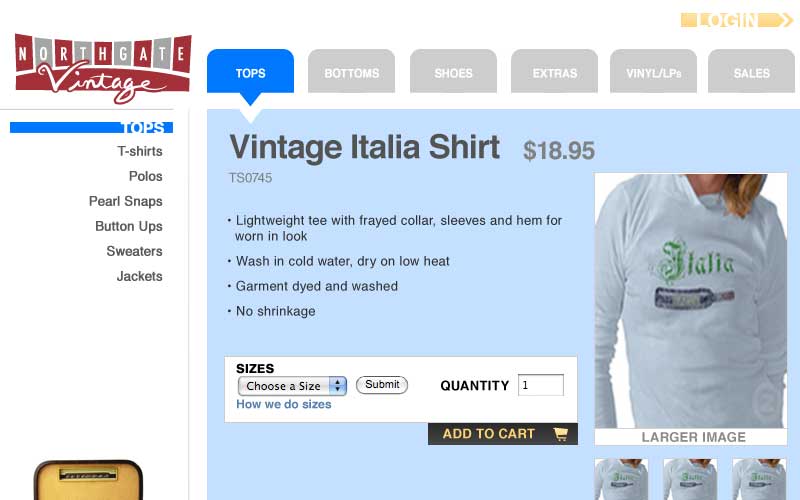 LOGIN
NORTHGATE
Vintage
TOPS
BOTTOMS
SHOES
EXTRAS
VINYL/LPs
SALES
TOPS
T-shirts
Polos
Pearl Snaps
Button Ups
Sweaters
Jackets
Vintage Italia Shirt $18.95
TS0745
• Lightweight tee with frayed collar, sleeves and hem for
worn in look
• Wash in cold water, dry on low heat
• Garment dyed and washed
• No shrinkage
Italia
SIZES
Choose a Size
Submit
QUANTITY 1
How we do sizes
ADD TO CART
LARGER IMAGE
Italia
Italia
Italia